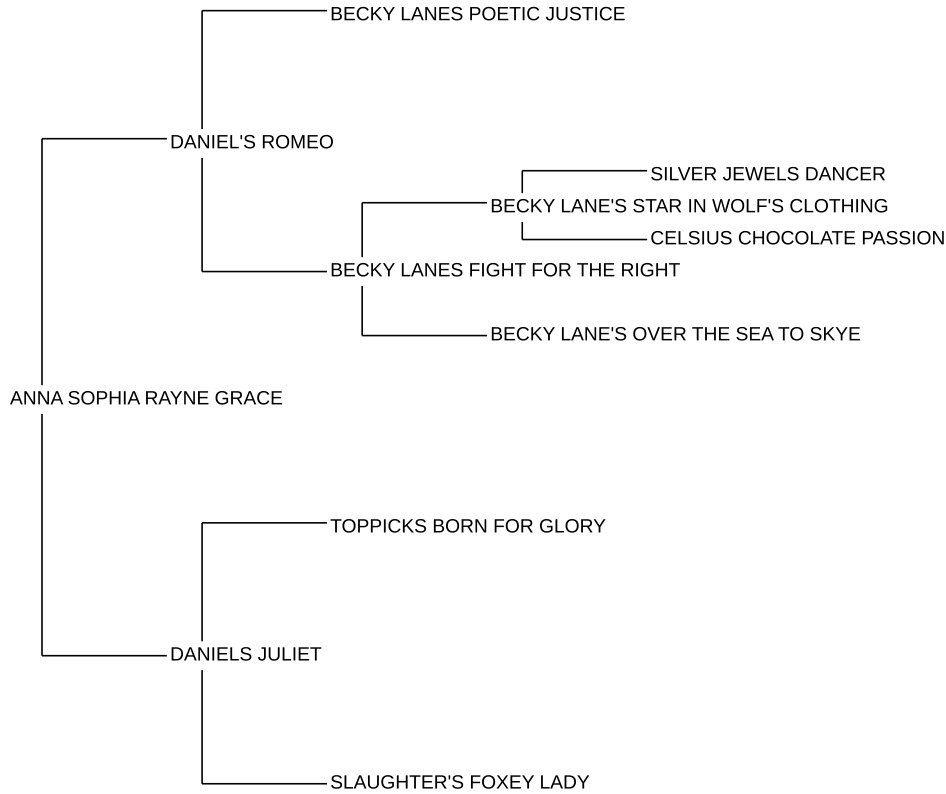 BECKY LANES POETIC JUSTICE
DANIEL'S ROMEO
SILVER JEWELS DANCER
BECKY LANE'S STAR IN WOLF'S CLOTHING
CELSIUS CHOCOLATE PASSION
BECKY LANES FIGHT FOR THE RIGHT
BECKY LANE'S OVER THE SEA TO SKYE
ANNA SOPHIA RAYNE GRACE
TOPPICKS BORN FOR GLORY
DANIELS JULIET
SLAUGHTER'S FOXEY LADY